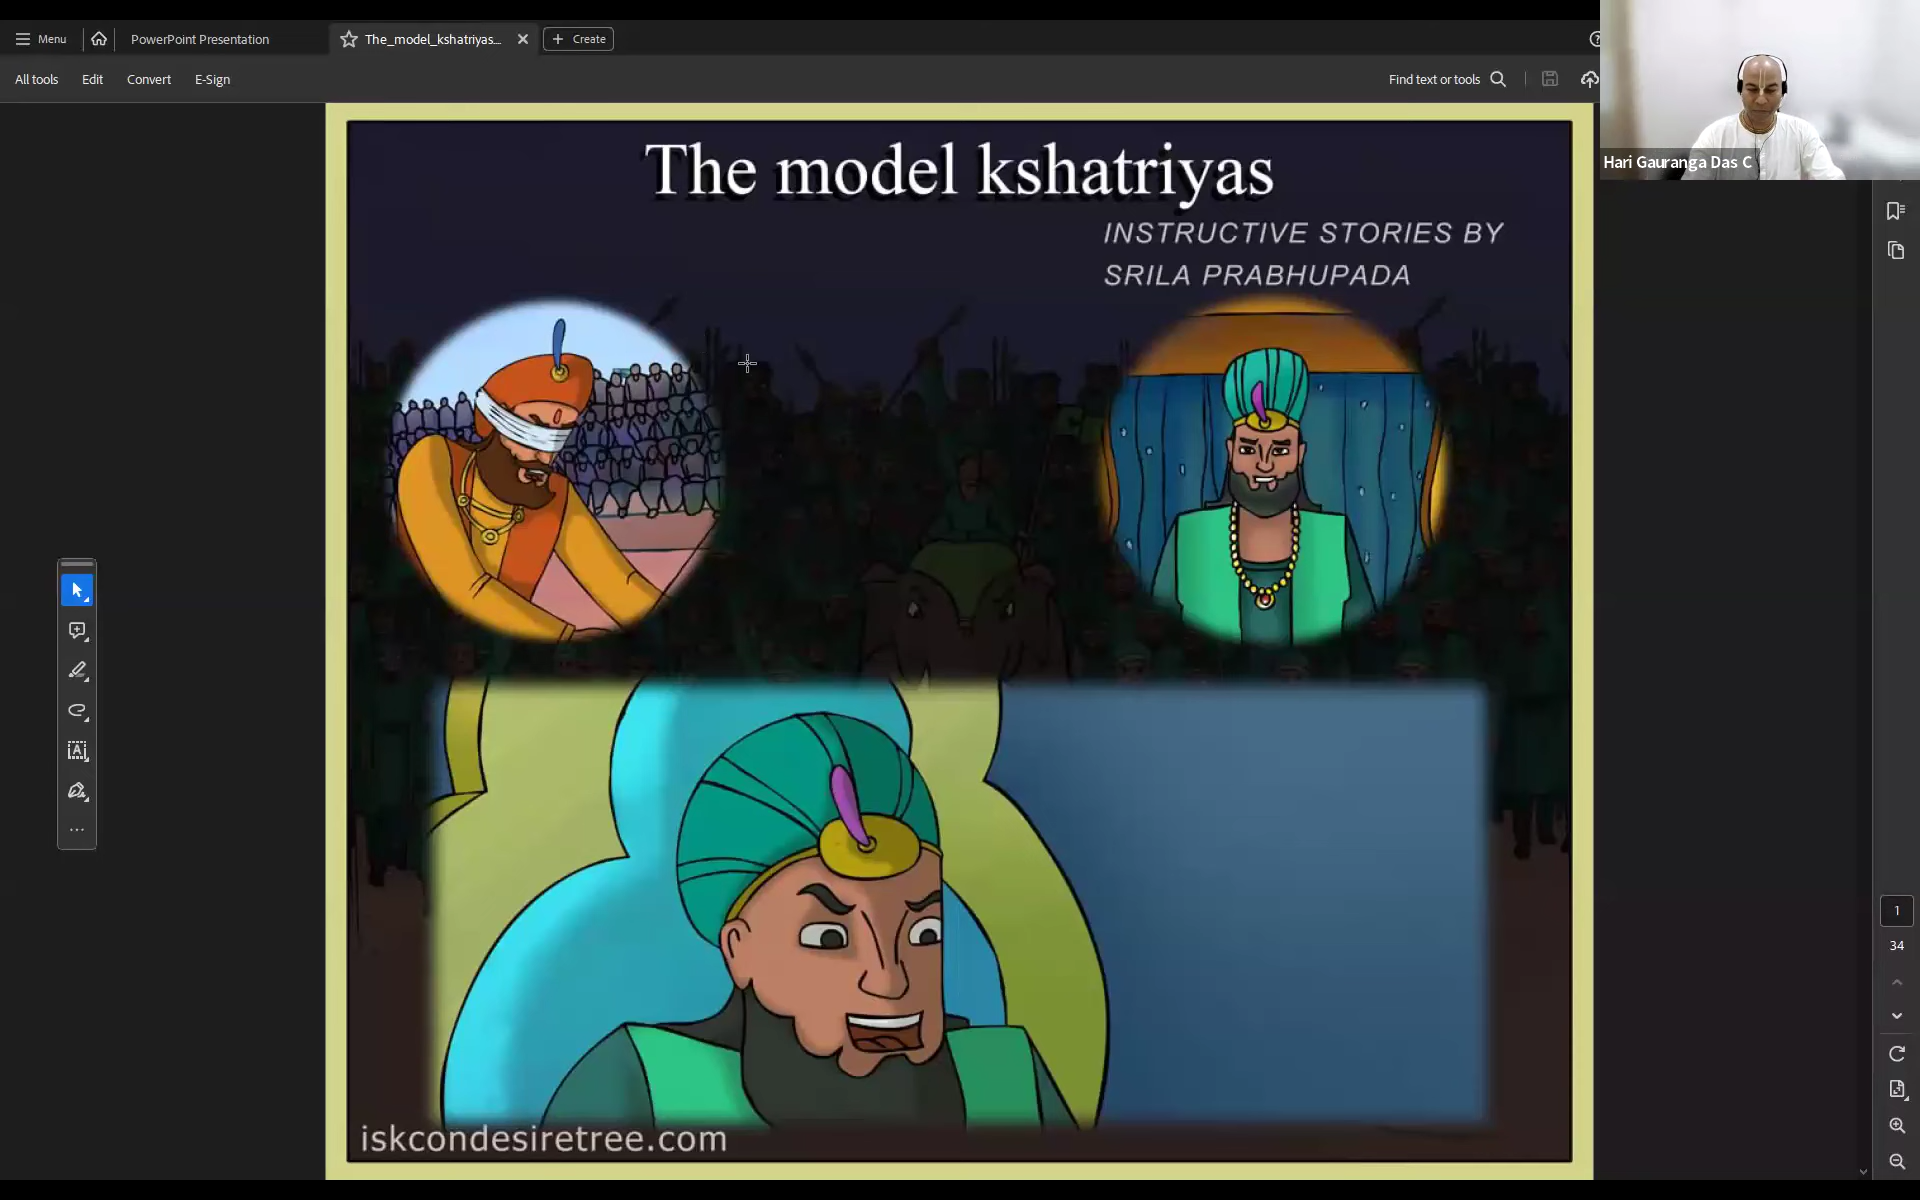 Menu
PowerPoint Presentation
The_model_kshatriyas...
Create
All tools
Edit
Convert
E-Sign
Find text or tools
Hari Gauranga Das C
The model kshatriyas
INSTRUCTIVE STORIES BY
SRILA PRABHUPADA
1
34
iskcondesiretree.com